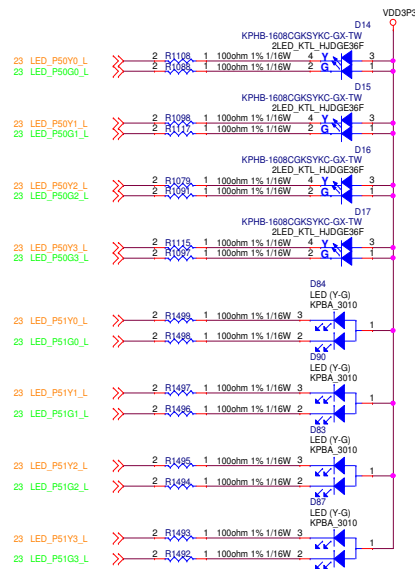 VDD3P3
D14
KPHB-1608CGKSYKC-GX-TW
2LED_KTL_HJDGE36F
23 LED_P50Y0_L 2 R1108 1 100ohm 1% 1/16W 4 Y 3
23 LED_P50G0_L 2 R1088 1 100ohm 1% 1/16W 2 G 1
D15
KPHB-1608CGKSYKC-GX-TW
2LED_KTL_HJDGE36F
23 LED_P50Y1_L 2 R1098 1 100ohm 1% 1/16W 4 Y 3
23 LED_P50G1_L 2 R1117 1 100ohm 1% 1/16W 2 G 1
D16
KPHB-1608CGKSYKC-GX-TW
2LED_KTL_HJDGE36F
23 LED_P50Y2_L 2 R1079 1 100ohm 1% 1/16W 4 Y 3
23 LED_P50G2_L 2 R1091 1 100ohm 1% 1/16W 2 G 1
D17
KPHB-1608CGKSYKC-GX-TW
2LED_KTL_HJDGE36F
23 LED_P50Y3_L 2 R1115 1 100ohm 1% 1/16W 4 Y 3
23 LED_P50G3_L 2 R1097 1 100ohm 1% 1/16W 2 G 1
D84
LED (Y-G)
KPBA_3010
23 LED_P51Y0_L 2 R1499 1 100ohm 1% 1/16W 3
1
23 LED_P51G0_L 2 R1498 1 100ohm 1% 1/16W 2
D90
LED (Y-G)
KPBA_3010
23 LED_P51Y1_L 2 R1497 1 100ohm 1% 1/16W 3
1
23 LED_P51G1_L 2 R1496 1 100ohm 1% 1/16W 2
D83
LED (Y-G)
KPBA_3010
23 LED_P51Y2_L 2 R1495 1 100ohm 1% 1/16W 3
1
23 LED_P51G2_L 2 R1494 1 100ohm 1% 1/16W 2
D87
LED (Y-G)
KPBA_3010
23 LED_P51Y3_L 2 R1493 1 100ohm 1% 1/16W 3
1
23 LED_P51G3_L 2 R1492 1 100ohm 1% 1/16W 2